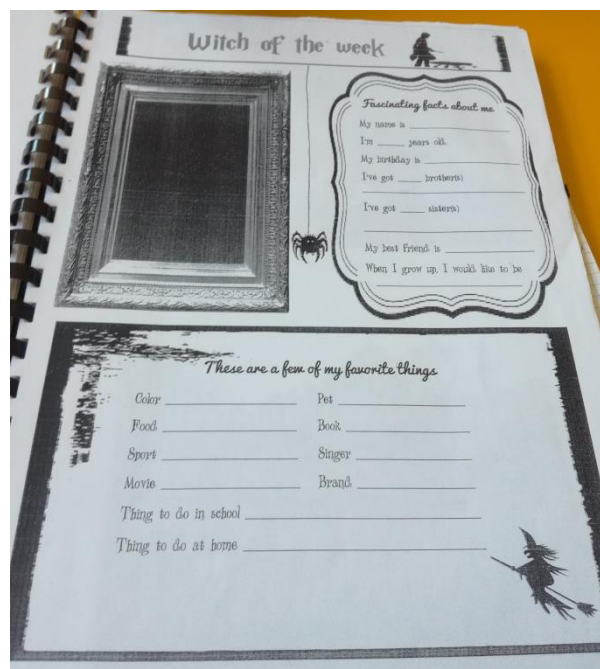 Witch of the week
Fascinating facts about me
My name is
I'm ______ years old.
My birthday is
I've got ______ brother(s)
I've got ______ sister(s)
My best friend is
When I grow up, I would like to be
These are a few of my favorite things
Color
Pet
Food
Book
Sport
Singer
Movie
Brand
Thing to do in school
Thing to do at home